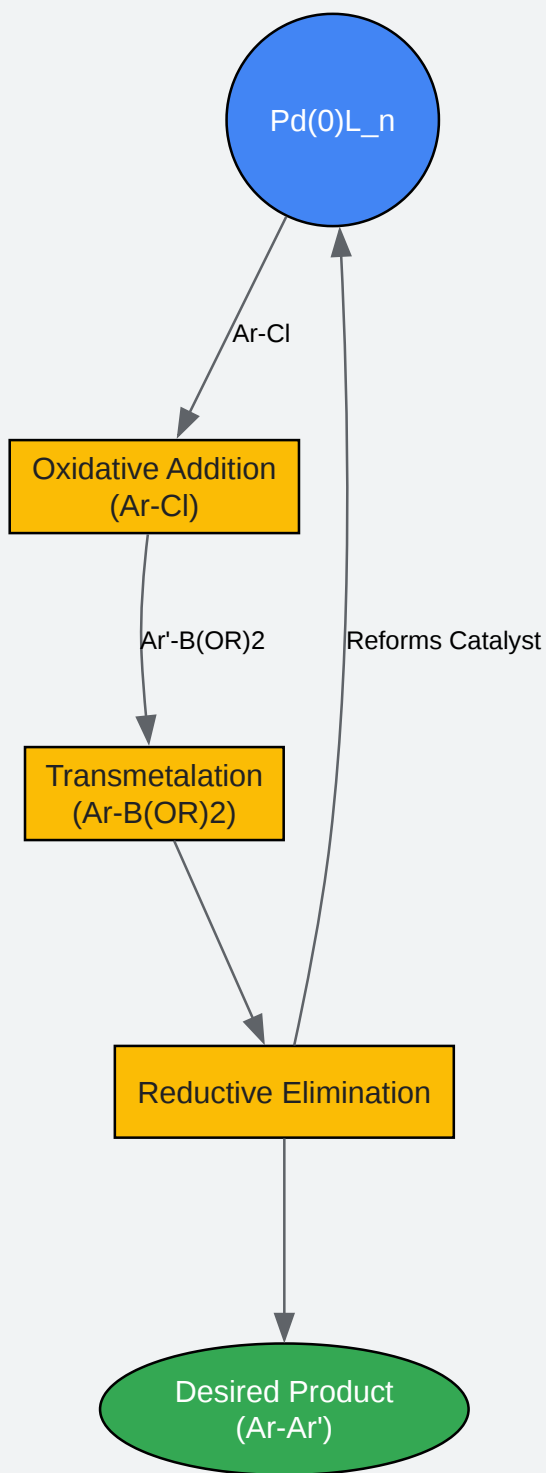 Pd(0)L_n
Ar-Cl
Oxidative Addition
(Ar-Cl)
Ar'-B(OR)2
Reforms Catalyst
Transmetalation
(Ar-B(OR)2)
Reductive Elimination
Desired Product
(Ar-Ar')